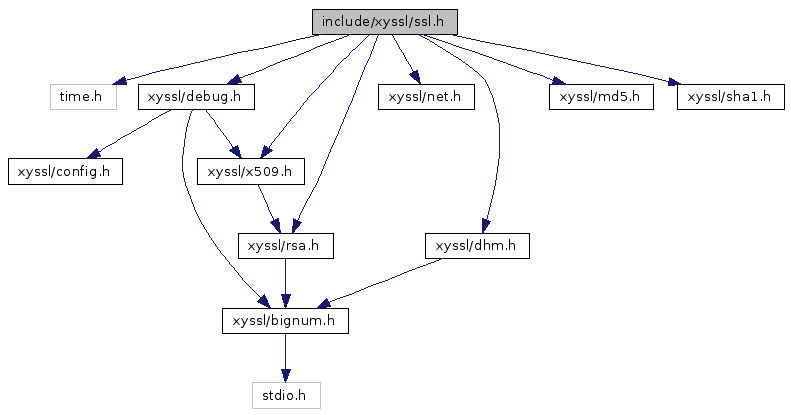 include/xyssl/ssl.h
time.h
xyssl/debug.h
xyssl/net.h
xyssl/md5.h
xyssl/sha1.h
xyssl/config.h
xyssl/x509.h
xyssl/rsa.h
xyssl/dhm.h
xyssl/bignum.h
stdio.h